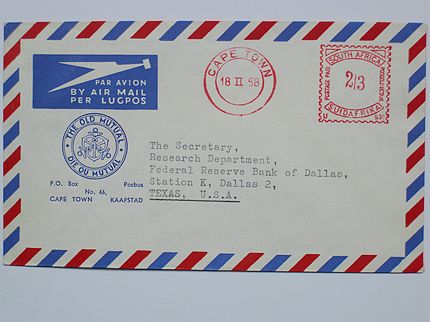 PAR AVION
BY AIR MAIL
PER LUGPOS
CAPE TOWN
18 II 58
SOUTH AFRICA
POSTAGE PAID
2/3
SUIDAFRIKA
U
THE OLD MUTUAL
DIE OU MUTUAL
P.O. Box Posbus
No. 66,
CAPE TOWN KAAPSTAD
The Secretary,
Research Department,
Federal Reserve Bank of Dallas,
Station K, Dallas 2,
TEXAS, U.S.A.